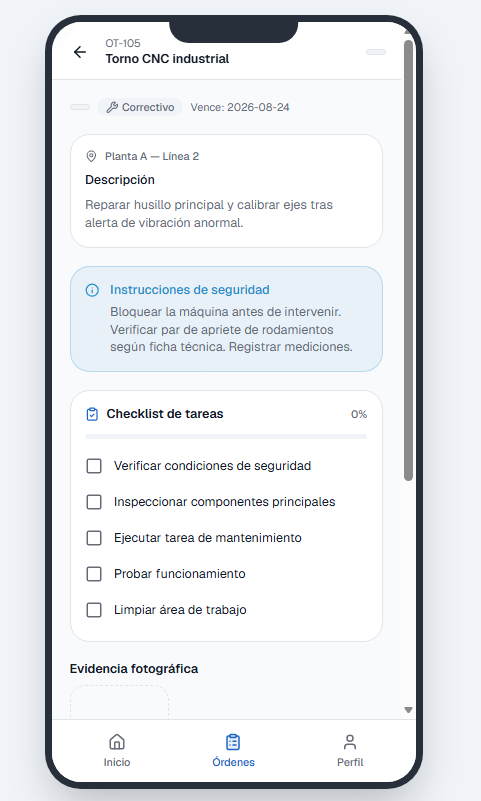 OT-105
Torno CNC industrial
Correctivo
Vence: 2026-08-24
Planta A — Línea 2
Descripción
Reparar husillo principal y calibrar ejes tras
alerta de vibración anormal.
Instrucciones de seguridad
Bloquear la máquina antes de intervenir.
Verificar par de apriete de rodamientos
según ficha técnica. Registrar mediciones.
Checklist de tareas
0%
Verificar condiciones de seguridad
Inspeccionar componentes principales
Ejecutar tarea de mantenimiento
Probar funcionamiento
Limpiar área de trabajo
Evidencia fotográfica
Inicio
Órdenes
Perfil